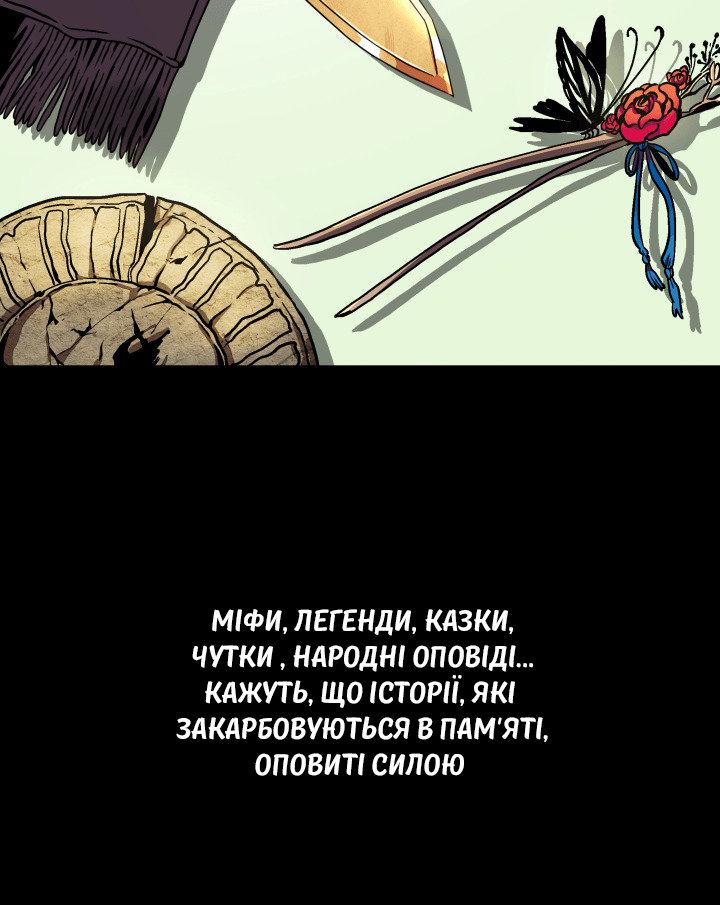 МІФИ, ЛЕГЕНДИ, КАЗКИ,
ЧУТКИ , НАРОДНІ ОПОВІДІ...
КАЖУТЬ, ЩО ІСТОРІЇ, ЯКІ
ЗАКАРБОВУЮТЬСЯ В ПАМ'ЯТІ,
ОПОВИТІ СИЛОЮ